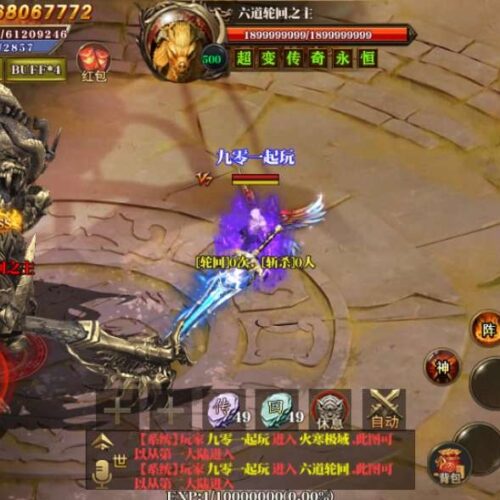 68067772
六道轮回之主
/61209246
1899999999/1899999999
/2857
500
超 变 传 奇 永 恒
BUFF*4
红包
九零一起玩
Vs
[轮回]0次，[斩杀]0人
回之主
阵
神
传 49
回 49
休息
自动
世
【系统】玩家 九零一起玩 进入 火寒极域，此图可
以从第一大陆进入
【系统】玩家 九零一起玩 进入 六道轮回，此图可
以从第一大陆进入
背包
EXP:1/10000000(0.00%)